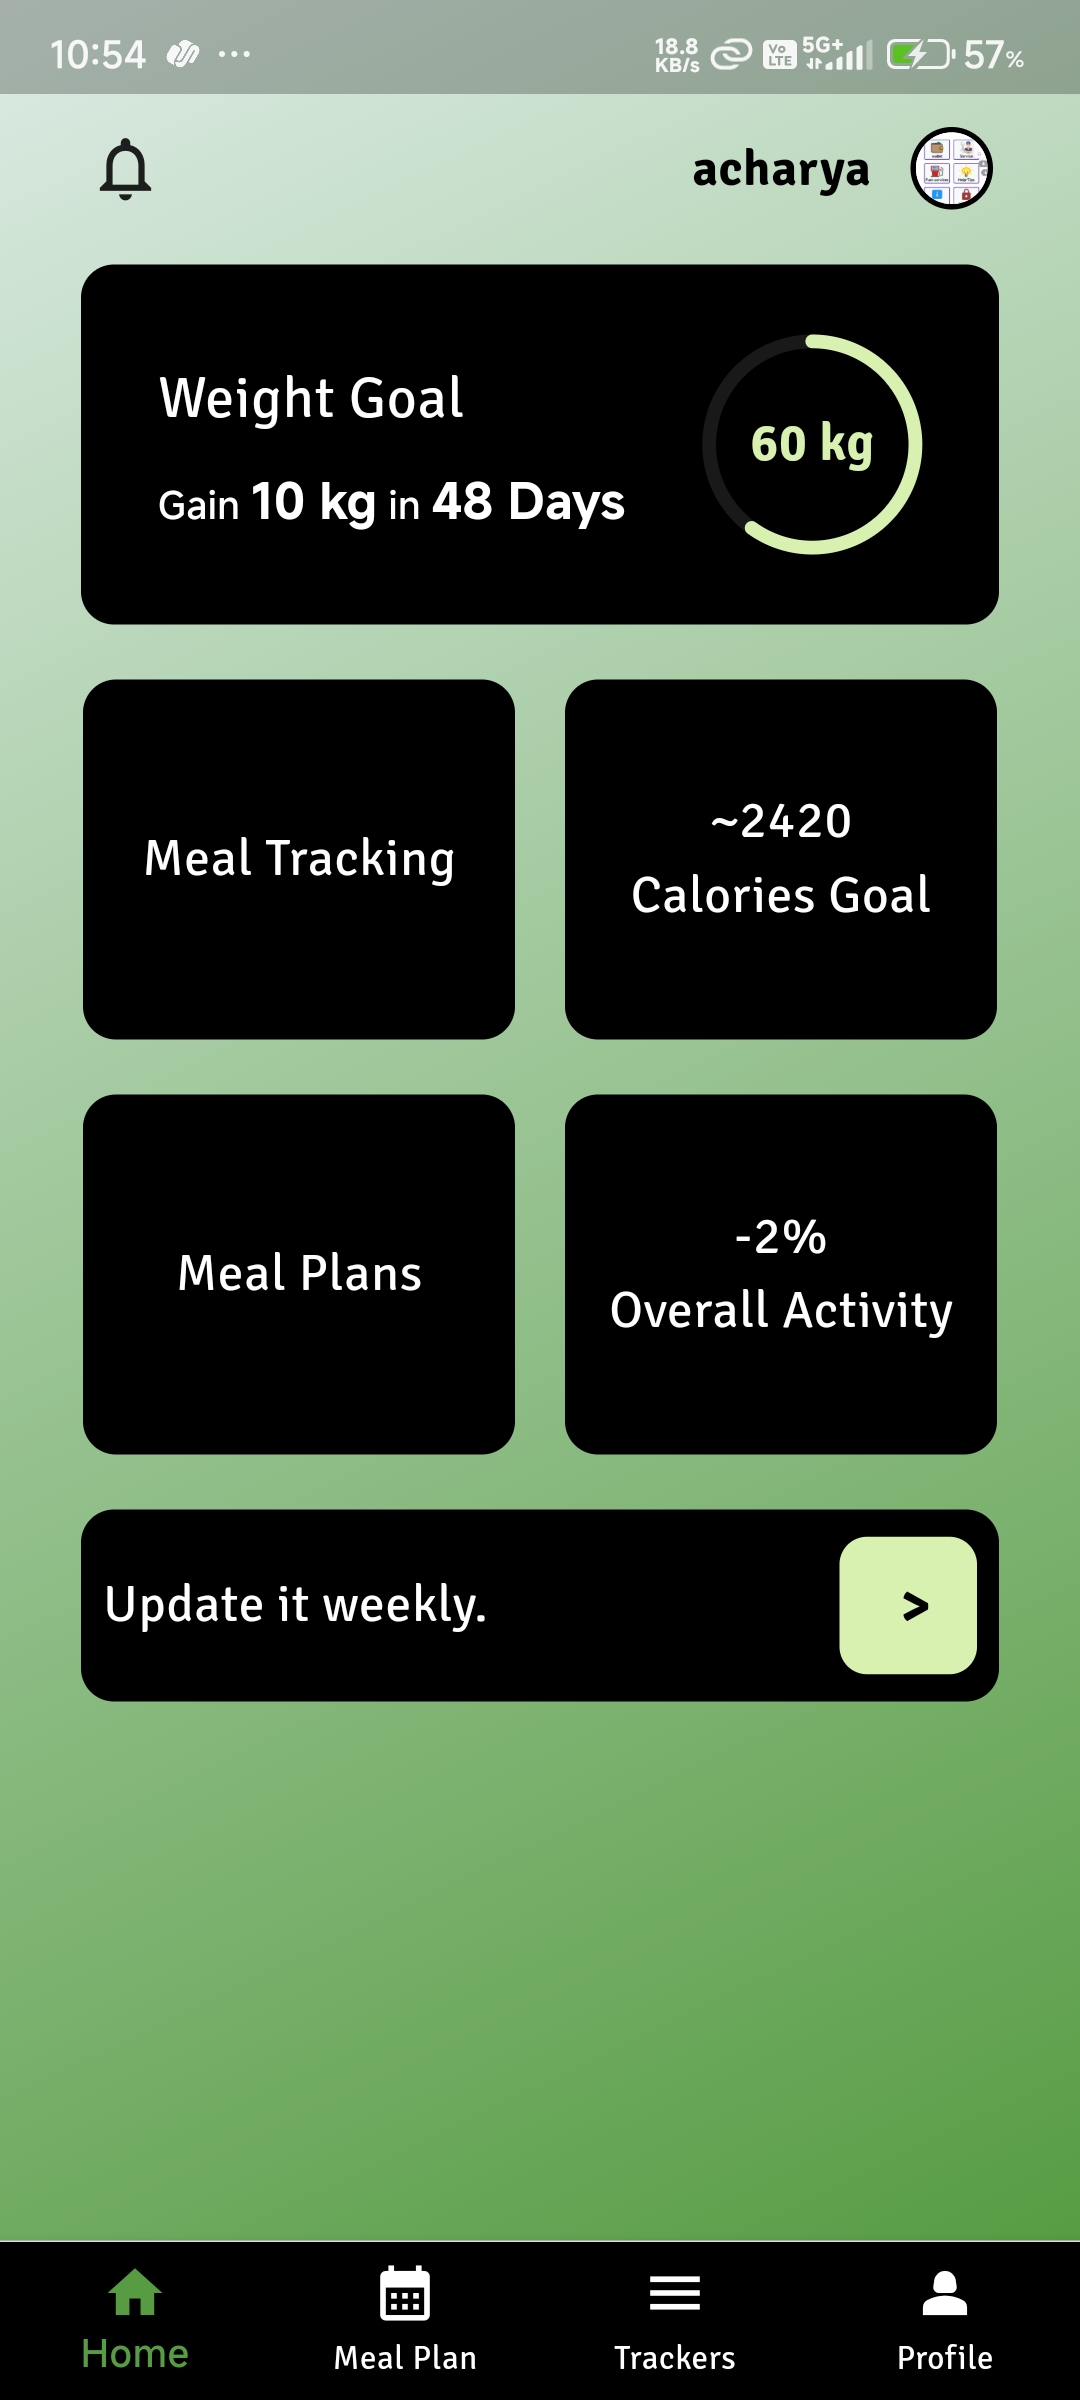 10:54 ... 18.8 KB/s Vo LTE 5G+ 57%
acharya
Weight Goal
60 kg
Gain 10 kg in 48 Days
Meal Tracking
~2420
Calories Goal
Meal Plans
-2%
Overall Activity
Update it weekly.
>
Home
Meal Plan
Trackers
Profile